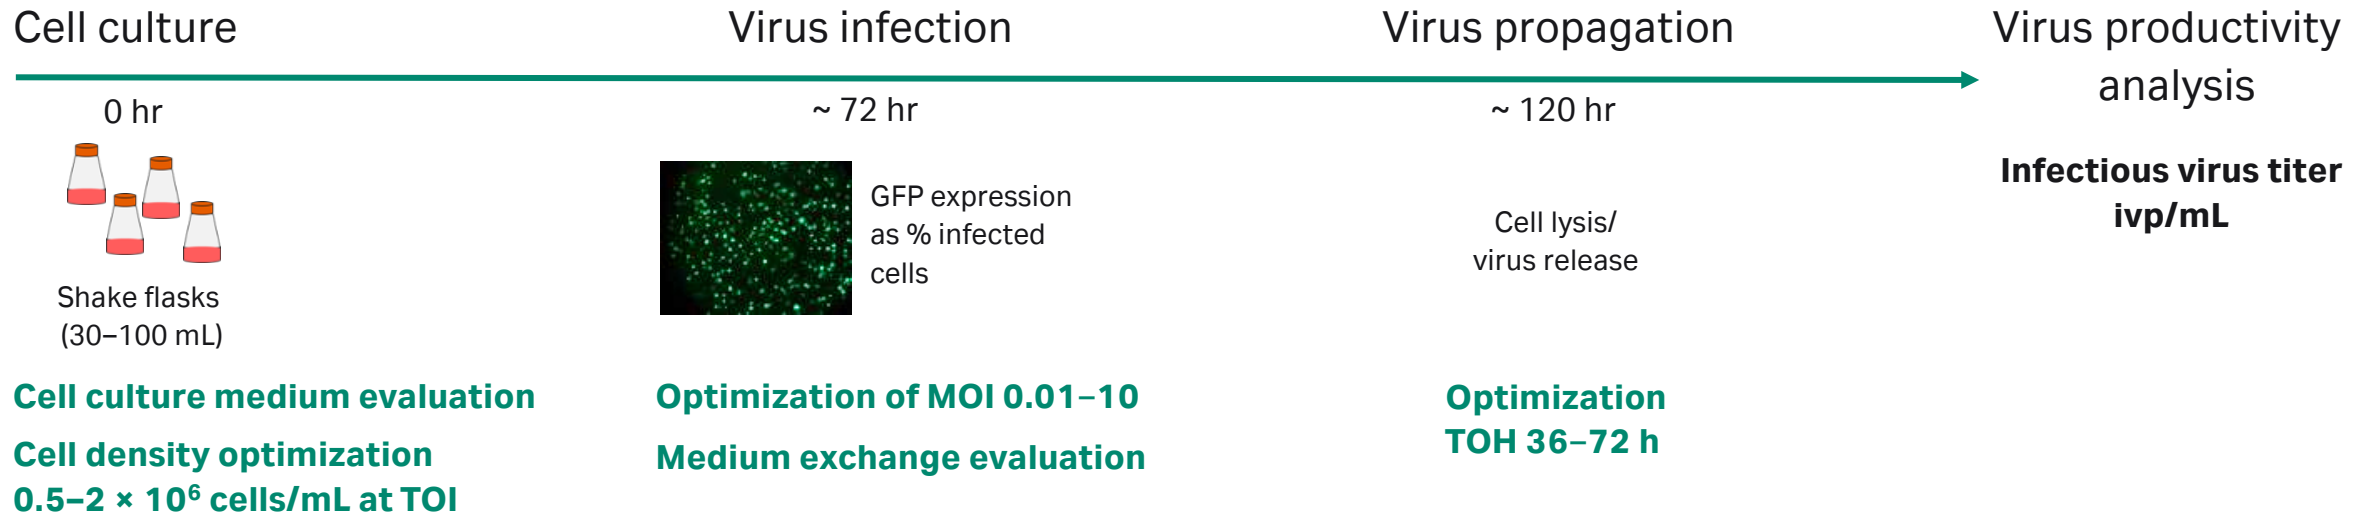 Cell culture
Virus infection
Virus propagation
Virus productivity
analysis
0 hr
~ 72 hr
~ 120 hr
Shake flasks
(30–100 mL)
GFP expression
as % infected
cells
Cell lysis/
virus release
Infectious virus titer
ivp/mL
Cell culture medium evaluation
Cell density optimization
0.5–2 × 10⁶ cells/mL at TOI
Optimization of MOI 0.01–10
Medium exchange evaluation
Optimization
TOH 36–72 h